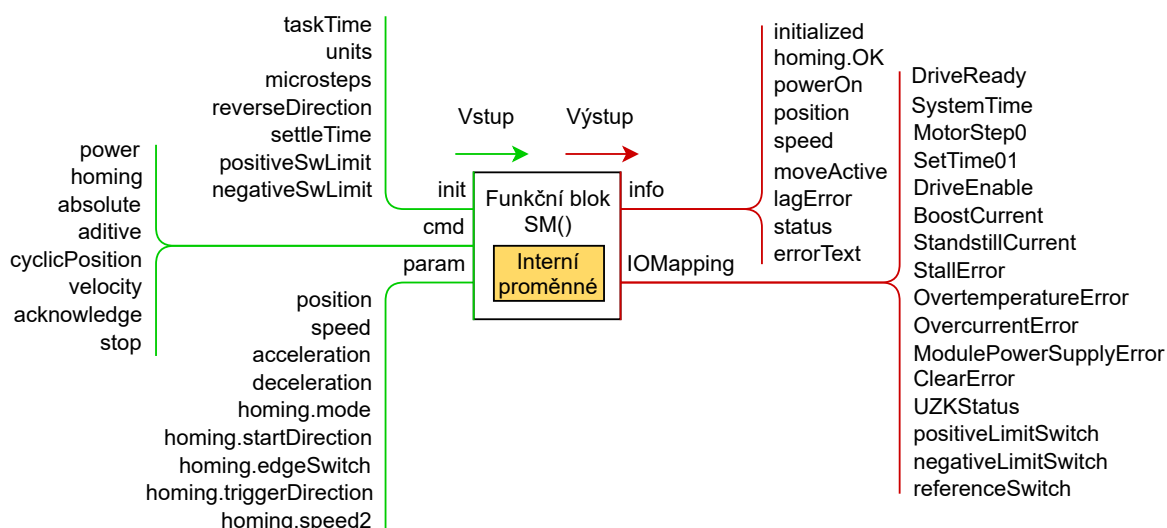 taskTime
units
microsteps
reverseDirection
settleTime
positiveSwLimit
negativeSwLimit
power
homing
absolute
aditive
cyclicPosition
velocity
acknowledge
stop
position
speed
acceleration
deceleration
homing.mode
homing.startDirection
homing.edgeSwitch
homing.triggerDirection
homing.speed2
Vstup
Výstup
init
cmd
param
Funkční blok
SM()
Interní
proměnné
info
IOMapping
initialized
homing.OK
powerOn
position
speed
moveActive
lagError
status
errorText
DriveReady
SystemTime
MotorStep0
SetTime01
DriveEnable
BoostCurrent
StandstillCurrent
StallError
OvertemperatureError
OvercurrentError
ModulePowerSupplyError
ClearError
UZKStatus
positiveLimitSwitch
negativeLimitSwitch
referenceSwitch